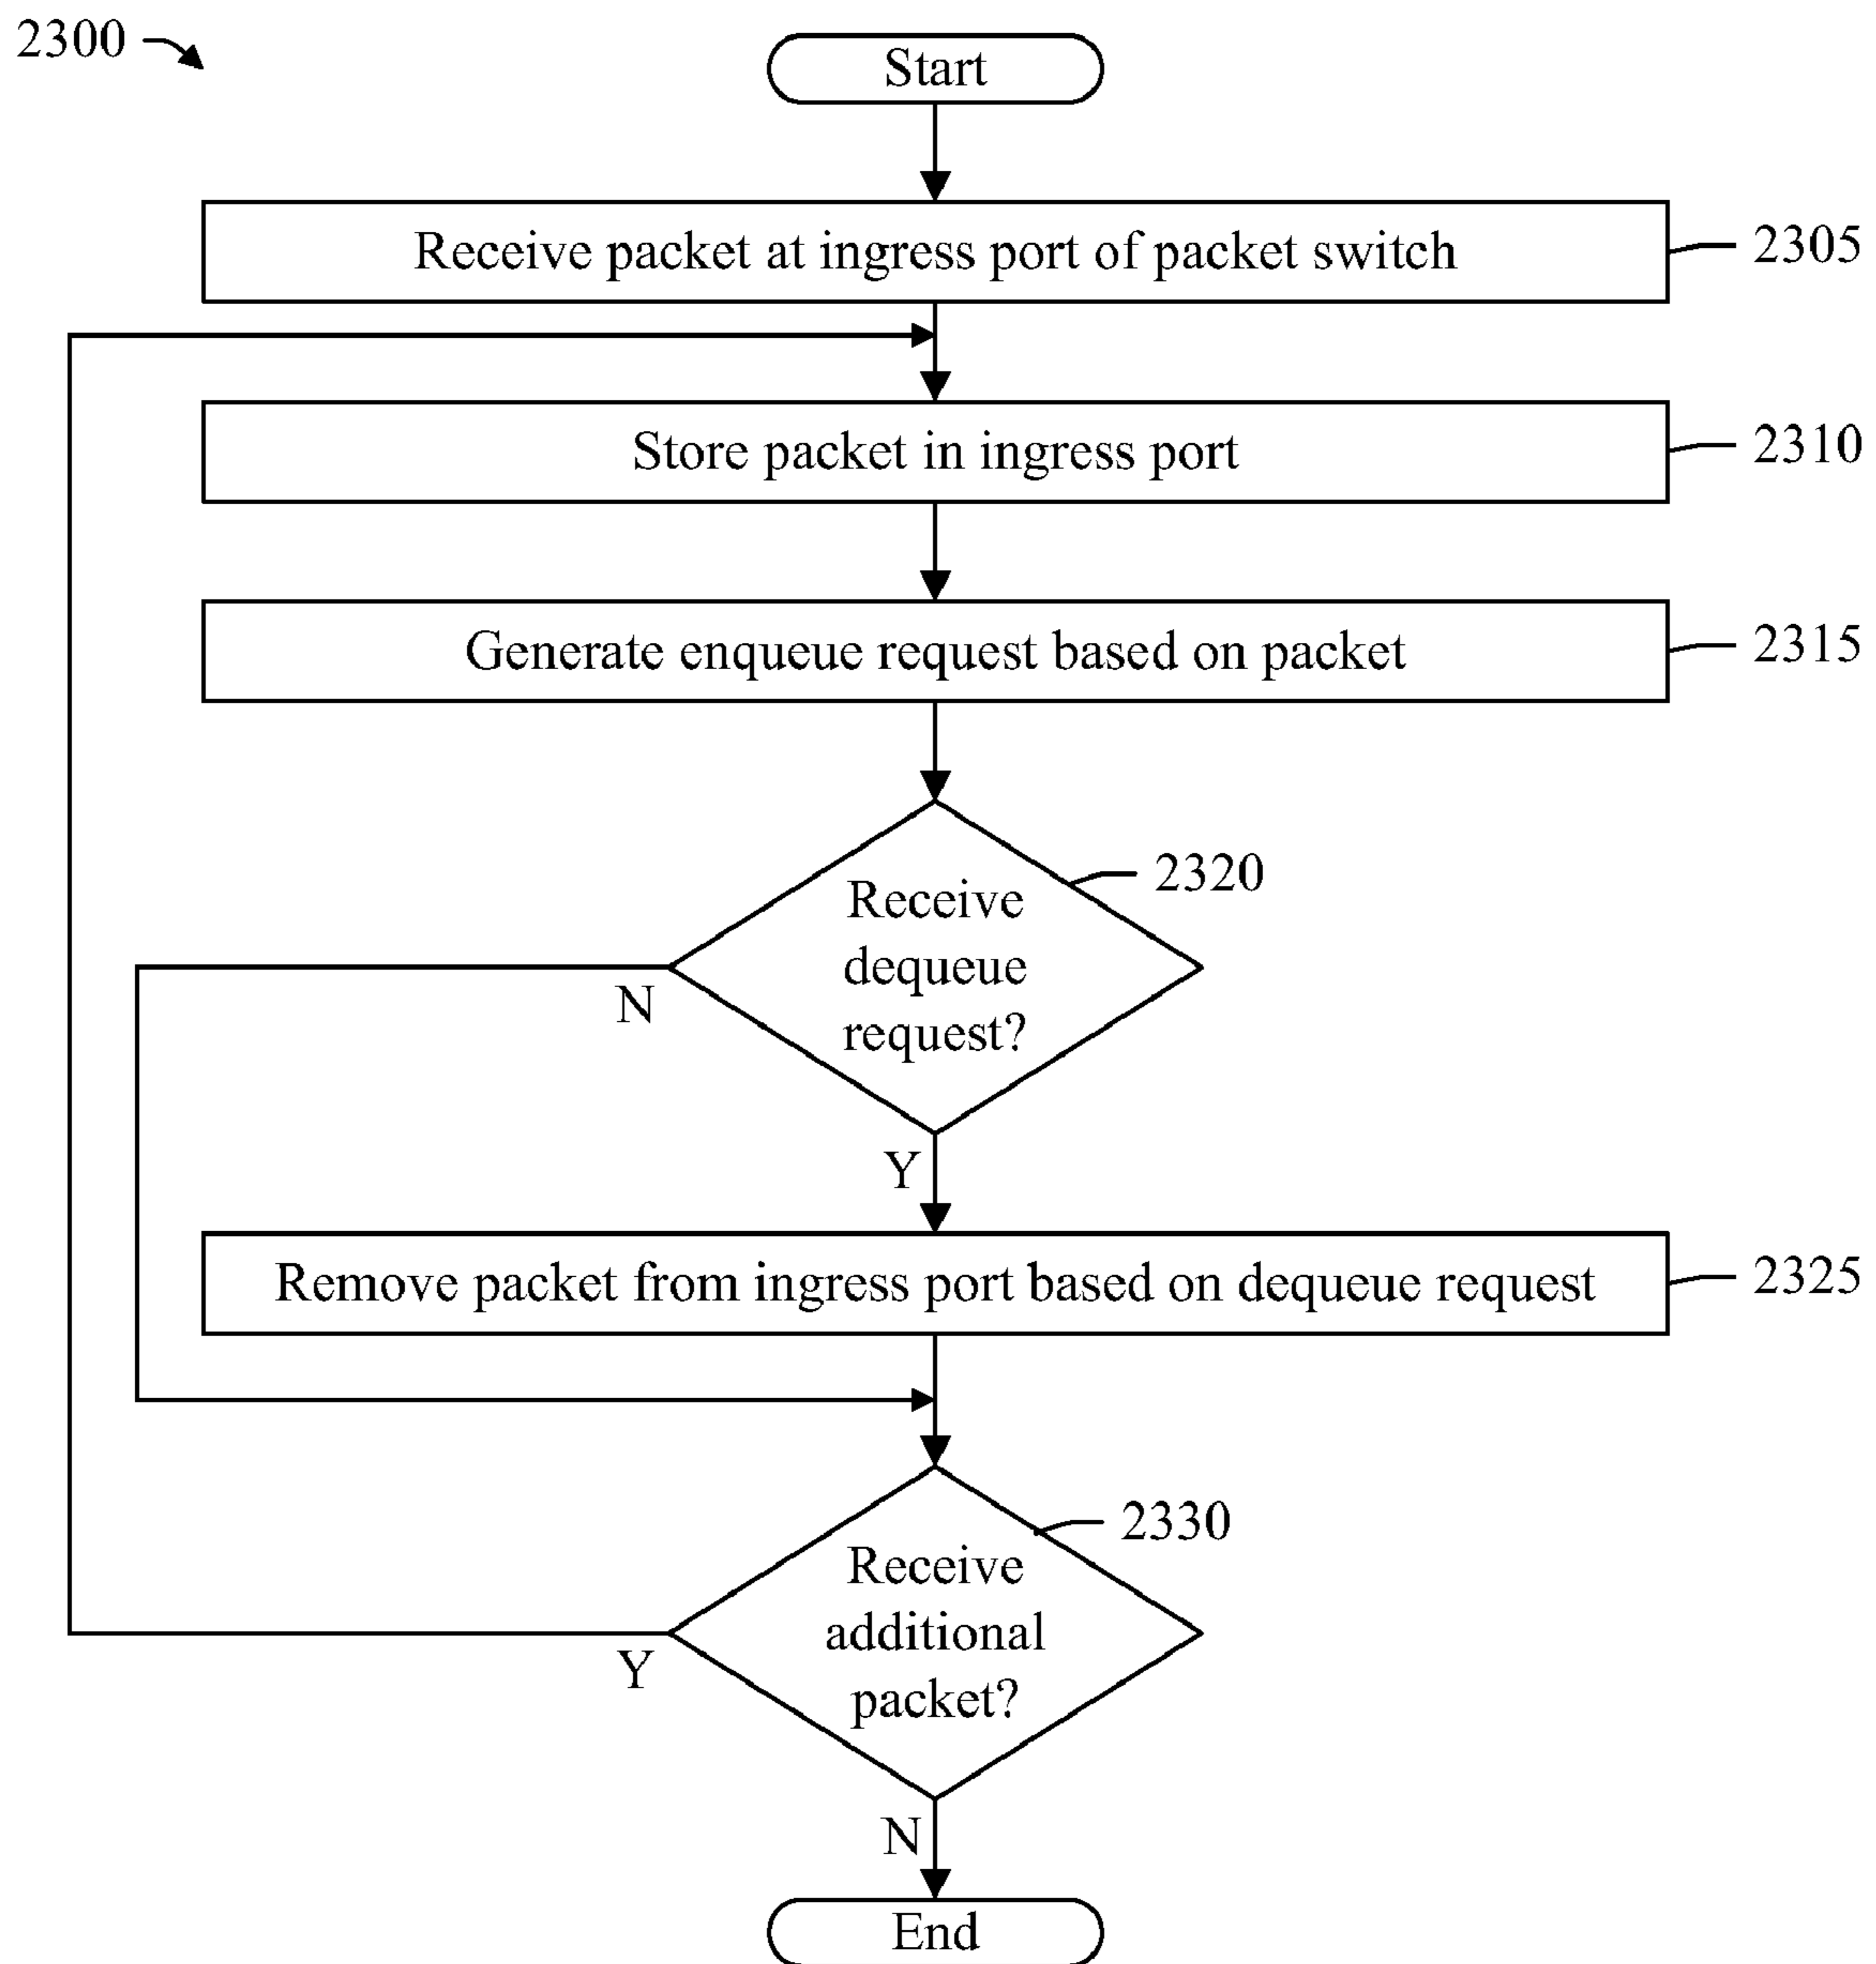 2300
Start
Receive packet at ingress port of packet switch
2305
Store packet in ingress port
2310
Generate enqueue request based on packet
2315
Receive
dequeue
request?
2320
N
Y
Remove packet from ingress port based on dequeue request
2325
Receive
additional
packet?
2330
Y
N
End